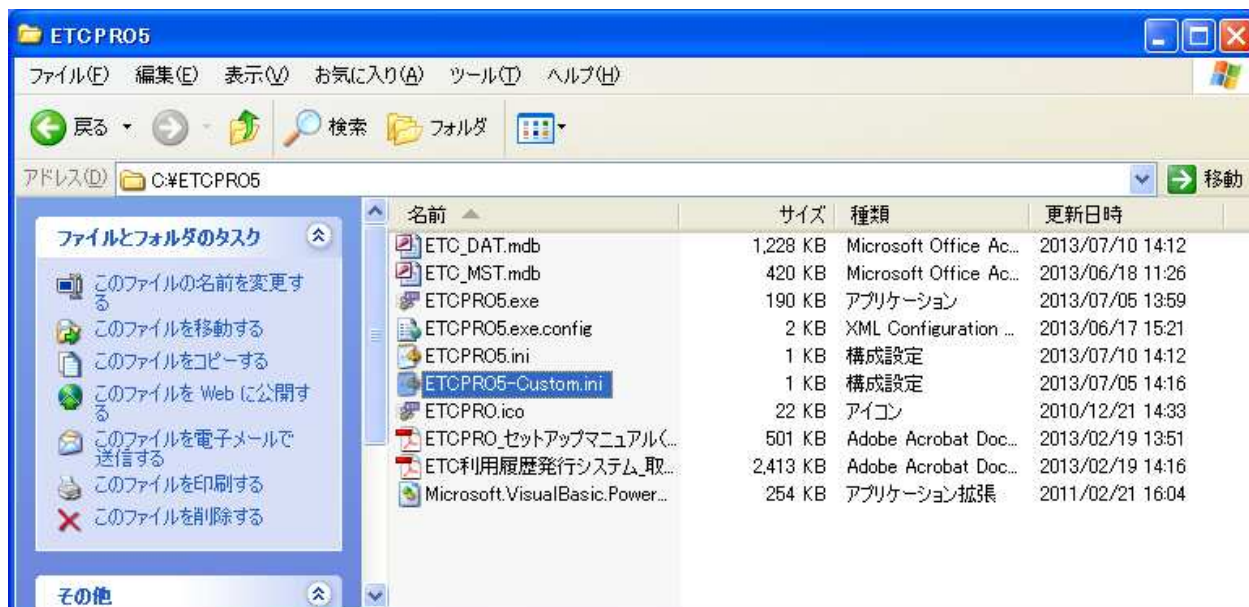 ETCPRO5
ファイル(F) 編集(E) 表示(V) お気に入り(A) ツール(T) ヘルプ(H)
戻る 検索 フォルダ
アドレス(D) C:¥ETCPRO5 移動
ファイルとフォルダのタスク
このファイルの名前を変更す
る
このファイルを移動する
このファイルをコピーする
このファイルを Web に公開す
る
このファイルを電子メールで
送信する
このファイルを印刷する
このファイルを削除する
その他
名前 サイズ 種類 更新日時
ETC_DAT.mdb 1,228 KB Microsoft Office Ac... 2013/07/10 14:12
ETC_MST.mdb 420 KB Microsoft Office Ac... 2013/06/18 11:26
ETCPRO5.exe 190 KB アプリケーション 2013/07/05 13:59
ETCPRO5.exe.config 2 KB XML Configuration ... 2013/06/17 15:21
ETCPRO5.ini 1 KB 構成設定 2013/07/10 14:12
ETCPRO5-Custom.ini 1 KB 構成設定 2013/07/05 14:16
ETCPRO.ico 22 KB アイコン 2010/12/21 14:33
ETCPRO_セットアップマニュアル(... 501 KB Adobe Acrobat Doc... 2013/02/19 13:51
ETC利用履歴発行システム_取... 2,413 KB Adobe Acrobat Doc... 2013/02/19 14:16
Microsoft.VisualBasic.Power... 254 KB アプリケーション拡張 2011/02/21 16:04